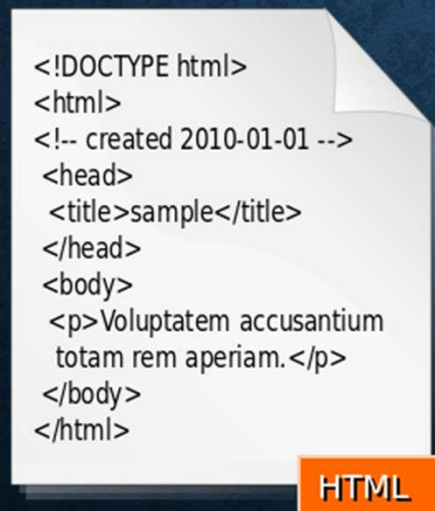 <!DOCTYPE html>
<html>
<!-- created 2010-01-01 -->
<head>
<title>sample</title>
</head>
<body>
<p>Voluptatem accusantium
totam rem aperiam.</p>
</body>
</html>
HTML